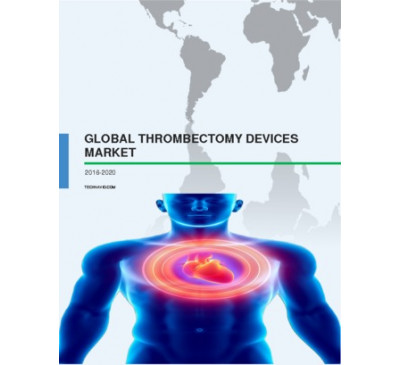 GLOBAL THROMBECTOMY DEVICES
MARKET
2016-2020
TECHNAVIO.COM